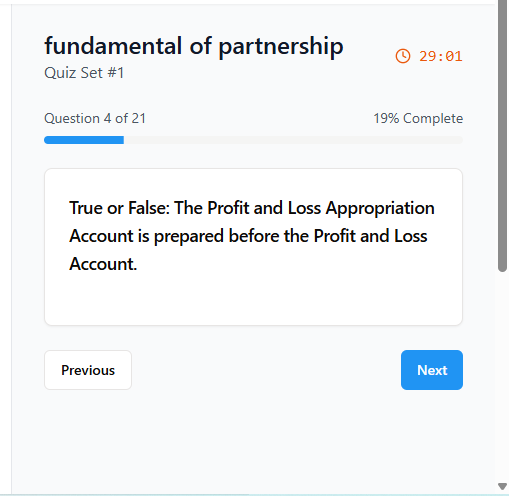 fundamental of partnership
29:01
Quiz Set #1
Question 4 of 21
19% Complete
True or False: The Profit and Loss Appropriation
Account is prepared before the Profit and Loss
Account.
Previous
Next